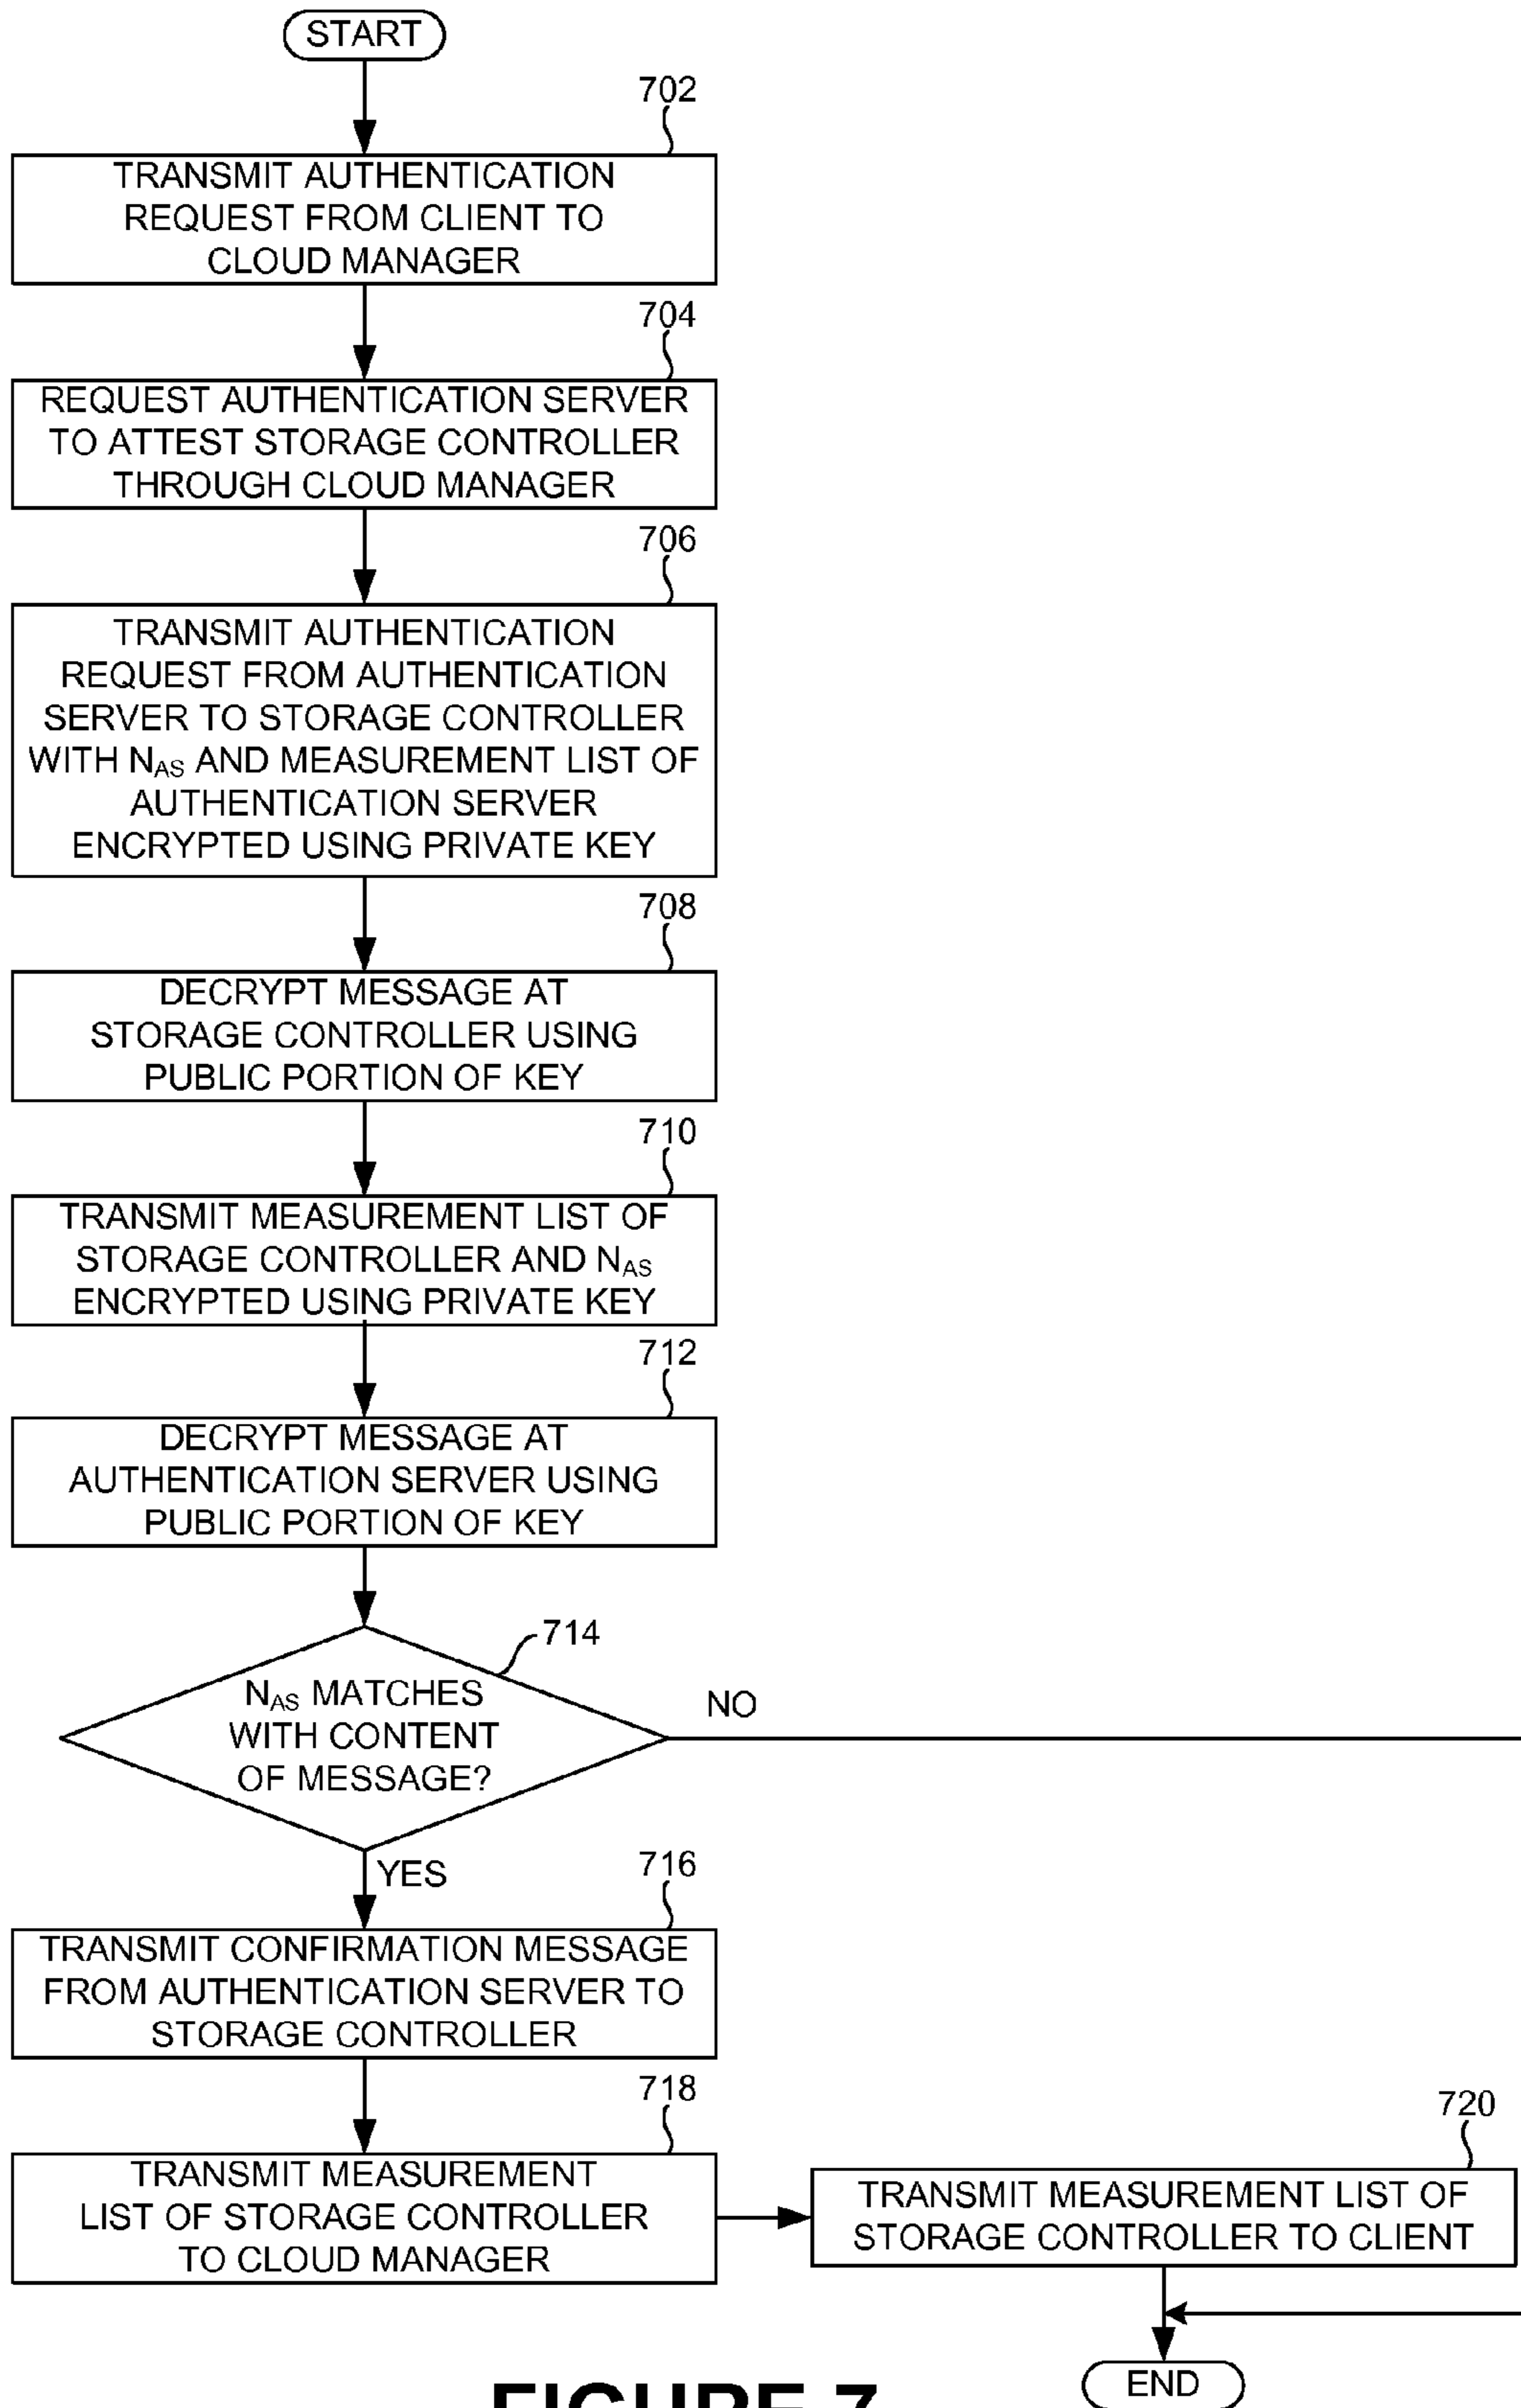 START
702
TRANSMIT AUTHENTICATION
REQUEST FROM CLIENT TO
CLOUD MANAGER
704
REQUEST AUTHENTICATION SERVER
TO ATTEST STORAGE CONTROLLER
THROUGH CLOUD MANAGER
706
TRANSMIT AUTHENTICATION
REQUEST FROM AUTHENTICATION
SERVER TO STORAGE CONTROLLER
WITH NAS AND MEASUREMENT LIST OF
AUTHENTICATION SERVER
ENCRYPTED USING PRIVATE KEY
708
DECRYPT MESSAGE AT
STORAGE CONTROLLER USING
PUBLIC PORTION OF KEY
710
TRANSMIT MEASUREMENT LIST OF
STORAGE CONTROLLER AND NAS
ENCRYPTED USING PRIVATE KEY
712
DECRYPT MESSAGE AT
AUTHENTICATION SERVER USING
PUBLIC PORTION OF KEY
714
NAS MATCHES
WITH CONTENT
OF MESSAGE?
NO
YES
716
TRANSMIT CONFIRMATION MESSAGE
FROM AUTHENTICATION SERVER TO
STORAGE CONTROLLER
718
TRANSMIT MEASUREMENT
LIST OF STORAGE CONTROLLER
TO CLOUD MANAGER
720
TRANSMIT MEASUREMENT LIST OF
STORAGE CONTROLLER TO CLIENT
END
FIGURE 7